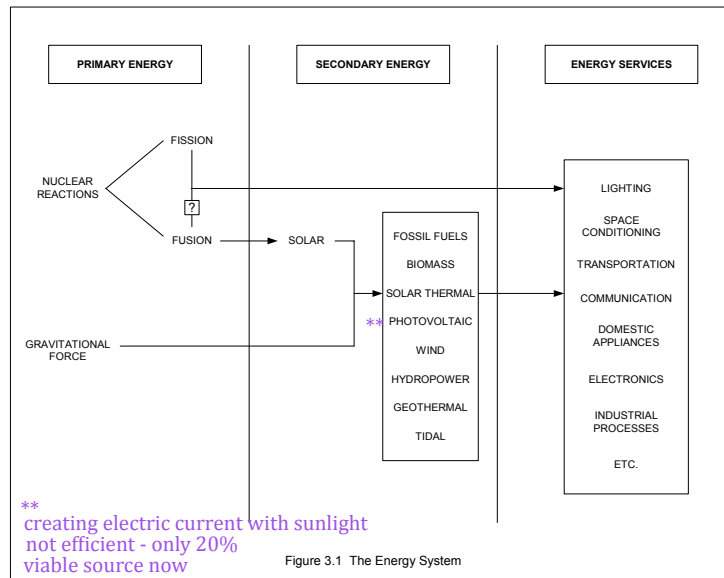 PRIMARY ENERGY
SECONDARY ENERGY
ENERGY SERVICES
FISSION
NUCLEAR
REACTIONS
?
FUSION
SOLAR
GRAVITATIONAL
FORCE
FOSSIL FUELS
BIOMASS
SOLAR THERMAL
** PHOTOVOLTAIC
WIND
HYDROPOWER
GEOTHERMAL
TIDAL
LIGHTING
SPACE
CONDITIONING
TRANSPORTATION
COMMUNICATION
DOMESTIC
APPLIANCES
ELECTRONICS
INDUSTRIAL
PROCESSES
ETC.
**
creating electric current with sunlight
not efficient - only 20%
viable source now
Figure 3.1 The Energy System